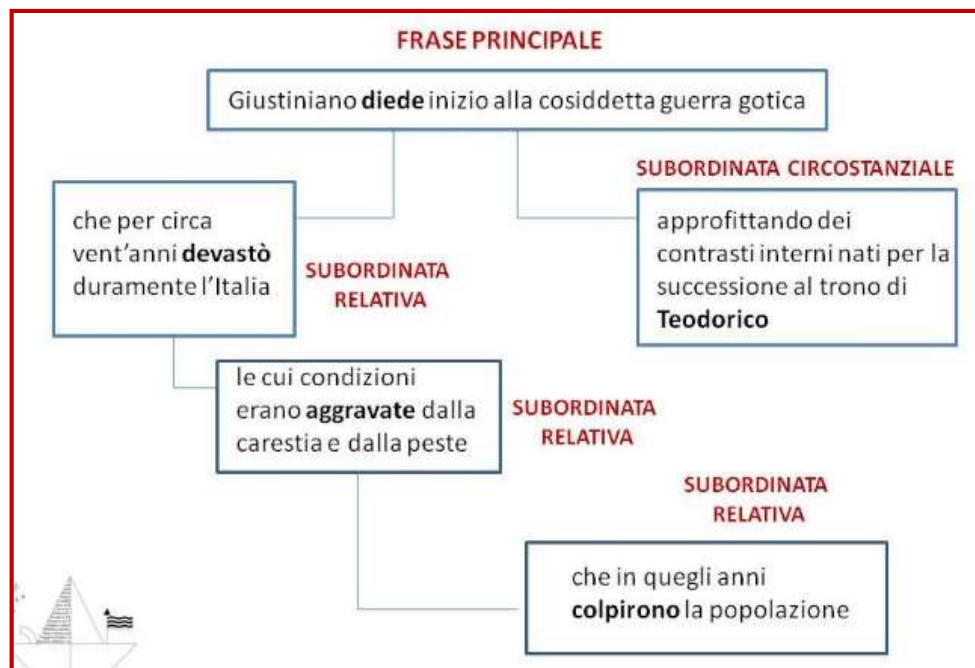 FRASE PRINCIPALE
Giustiniano diede inizio alla cosiddetta guerra gotica
SUBORDINATA CIRCOSTANZIALE
approfittando dei
contrasti interni nati per la
successione al trono di
Teodorico
che per circa
vent'anni devastò
duramente l'Italia
SUBORDINATA
RELATIVA
le cui condizioni
erano aggravate dalla
carestia e dalla peste
SUBORDINATA
RELATIVA
SUBORDINATA
RELATIVA
che in quegli anni
colpirono la popolazione